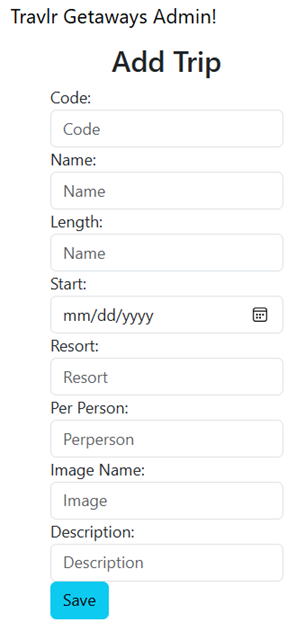 Travlr Getaways Admin!
Add Trip
Code:
Code
Name:
Name
Length:
Name
Start:
mm/dd/yyyy
Resort:
Resort
Per Person:
Perperson
Image Name:
Image
Description:
Description
Save